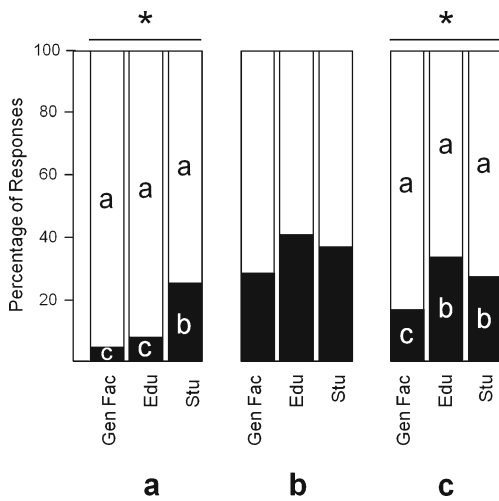 * *
100
80
60
40
20
Percentage of Responses
a a a
c c b
a a a
c b b
Gen Fac Edu Stu
Gen Fac Edu Stu
Gen Fac Edu Stu
a b c